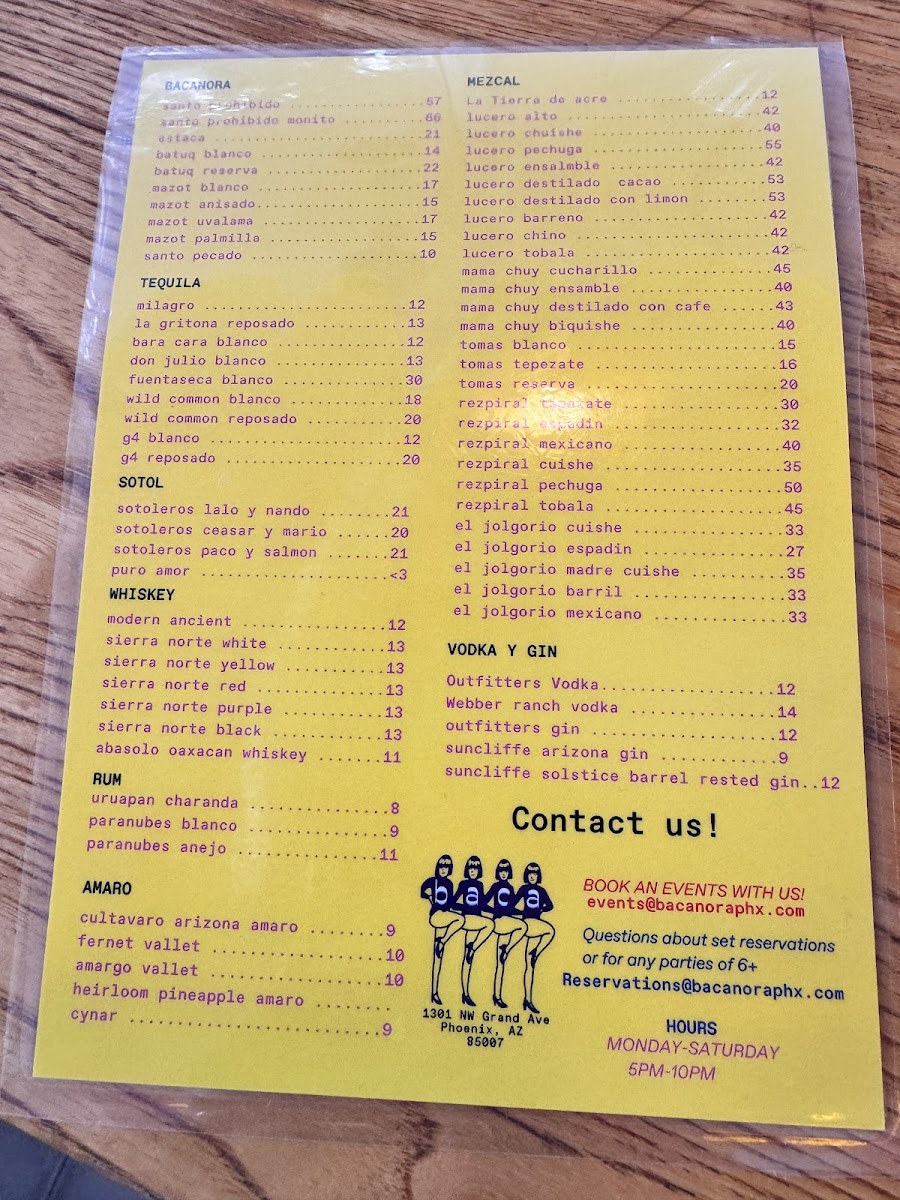 BACANORA
santo prohibido ..................57
santo prohibido monito ..........66
estaca ............................21
batuq blanco .....................14
batuq reserva ....................22
mazot blanco .....................17
mazot anisado.....................15
mazot uvalama ....................17
mazot palmilla ...................15
santo pecado .....................10
TEQUILA
milagro ......................12
la gritona reposado ...........13
bara cara blanco ..............12
don julio blanco ..............13
fuentaseca blanco .............30
wild common blanco ............18
wild common reposado ..........20
g4 blanco .....................12
g4 reposado ...................20
SOTOL
sotoleros lalo y nando ........21
sotoleros ceasar y mario ......20
sotoleros paco y salmon .......21
puro amor .....................<3
WHISKEY
modern ancient ...............12
sierra norte white ............13
sierra norte yellow ...........13
sierra norte red ..............13
sierra norte purple ...........13
sierra norte black ............13
abasolo oaxacan whiskey .......11
RUM
uruapan charanda ..............8
paranubes blanco ..............9
paranubes anejo ...............11
AMARO
cultavaro arizona amaro ........9
fernet vallet .................10
amargo vallet .................10
heirloom pineapple amaro .......
cynar ..........................9
MEZCAL
La Tierra de acre ...............12
lucero alto .....................42
lucero chuishe ..................40
lucero pechuga ..................55
lucero ensalmble ................42
lucero destilado cacao ..........53
lucero destilado con limon ......53
lucero barreno ..................42
lucero chino ....................42
lucero tobala ...................42
mama chuy cucharillo ............45
mama chuy ensamble ..............40
mama chuy destilado con cafe ......43
mama chuy biquishe ..............40
tomas blanco ....................15
tomas tepezate ..................16
tomas reserva ...................20
rezpiral tapaxate ...............30
rezpiral espadin ................32
rezpiral mexicano ...............40
rezpiral cuishe .................35
rezpiral pechuga ................50
rezpiral tobala .................45
el jolgorio cuishe ..............33
el jolgorio espadin .............27
el jolgorio madre cuishe ........35
el jolgorio barril ..............33
el jolgorio mexicano ............33
VODKA Y GIN
Outfitters Vodka.................12
Webber ranch vodka ..............14
outfitters gin ..................12
suncliffe arizona gin ............9
suncliffe solstice barrel rested gin..12
Contact us!
baca
1301 NW Grand Ave
Phoenix, AZ
85007
BOOK AN EVENTS WITH US!
events@bacanoraphx.com
Questions about set reservations
or for any parties of 6+
Reservations@bacanoraphx.com
HOURS
MONDAY-SATURDAY
5PM-10PM